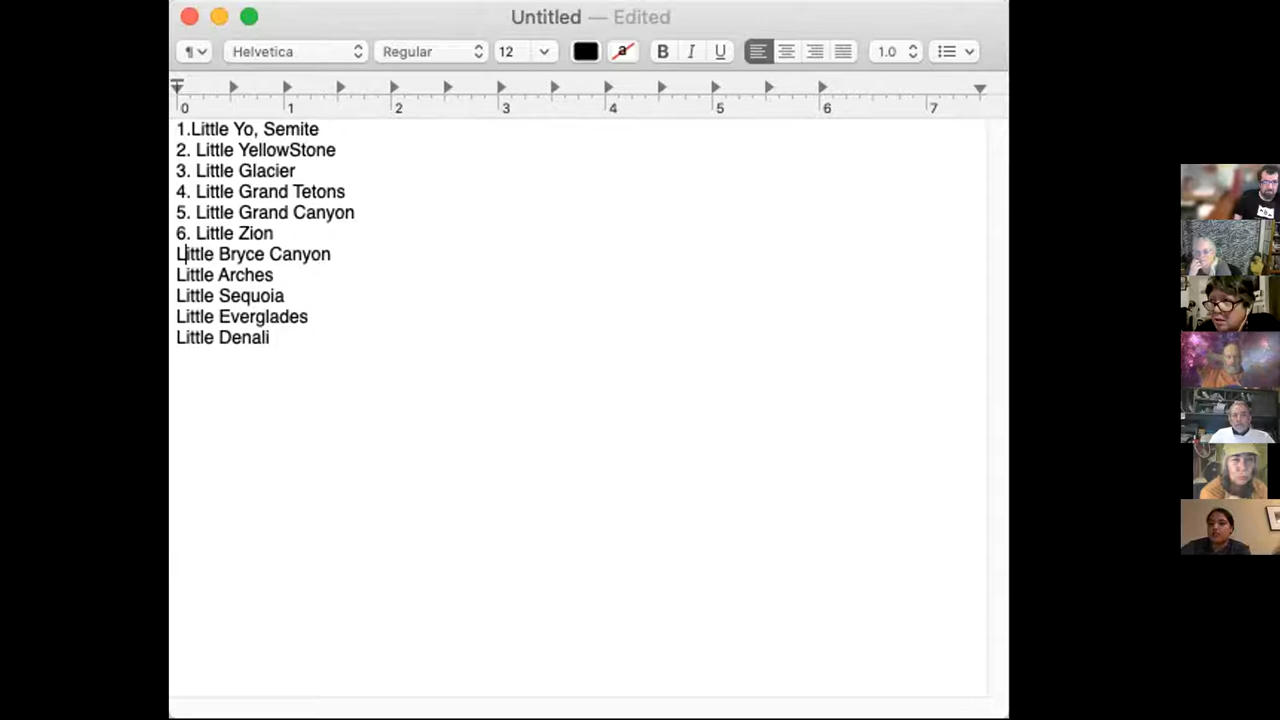 Untitled — Edited
Helvetica Regular 12 a B I U 1.0
0 1 2 3 4 5 6 7
1.Little Yo, Semite
2. Little YellowStone
3. Little Glacier
4. Little Grand Tetons
5. Little Grand Canyon
6. Little Zion
Little Bryce Canyon
Little Arches
Little Sequoia
Little Everglades
Little Denali